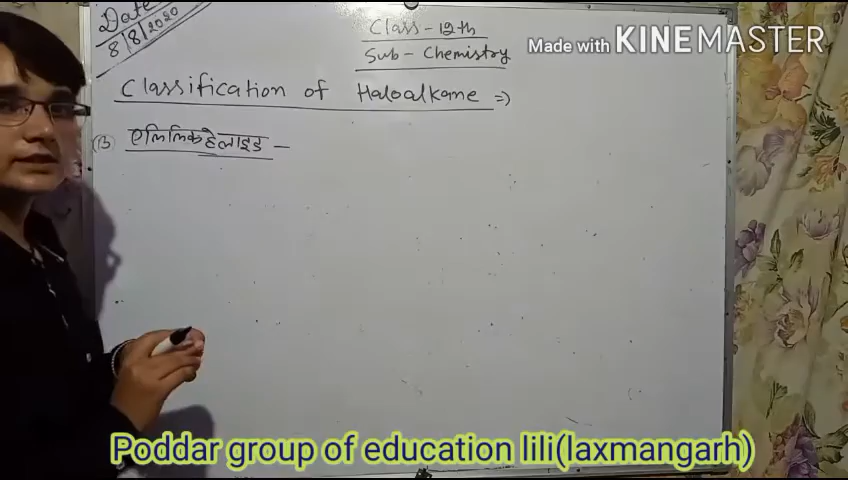 Date
8/8/2020
Class - 12th
Sub - Chemistry
Made with KINEMASTER
Classification of Haloalkane =>
(B) एलिलिक हेलाइड -
Poddar group of education lili(laxmangarh)